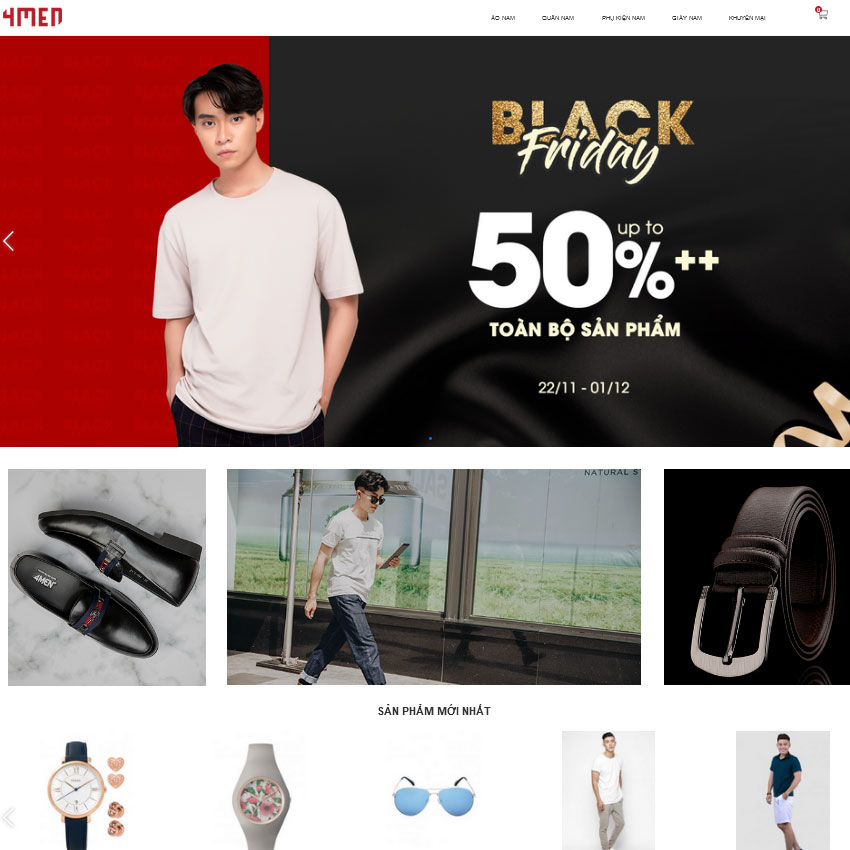 4MEN
ÁO NAM
QUẦN NAM
PHỤ KIỆN NAM
GIÀY NAM
KHUYẾN MẠI
0
BLACK
Friday
50%++
up to
TOÀN BỘ SẢN PHẨM
22/11 - 01/12
NATURAL S
4MEN
SẢN PHẨM MỚI NHẤT